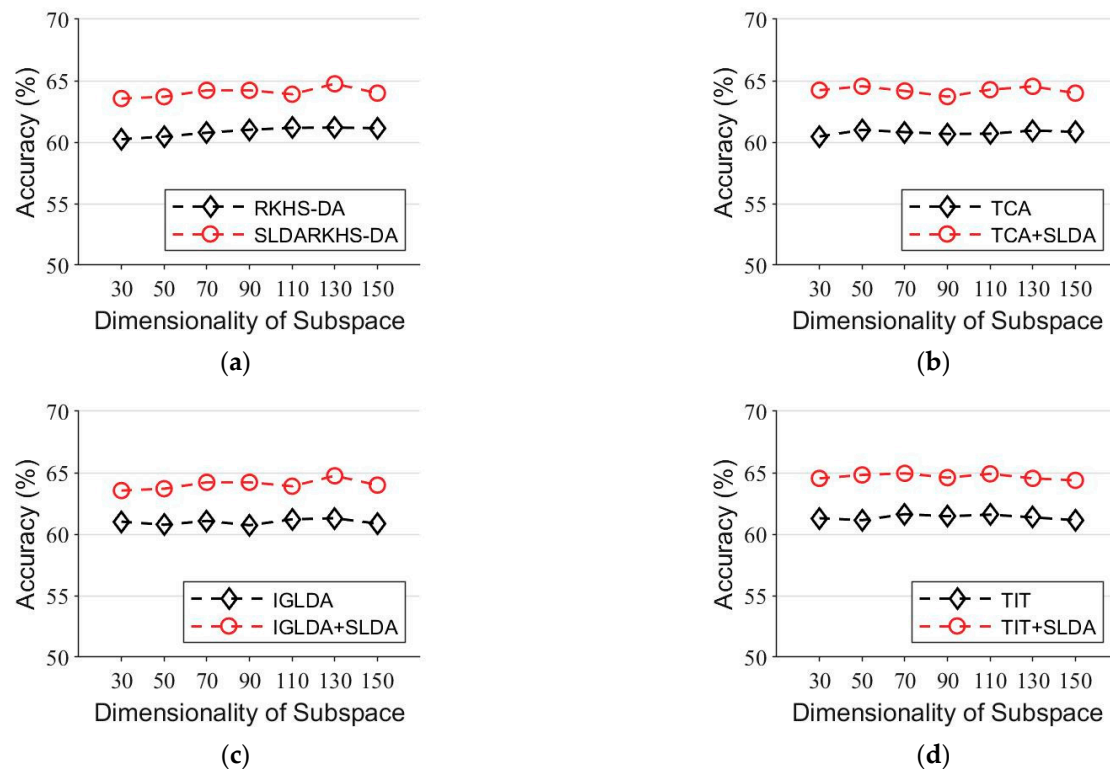 70
65
60
55
50
Accuracy (%)
RKHS-DA
SLDARKHS-DA
30 50 70 90 110 130 150
Dimensionality of Subspace
(a)
70
65
60
55
50
Accuracy (%)
TCA
TCA+SLDA
30 50 70 90 110 130 150
Dimensionality of Subspace
(b)
70
65
60
55
50
Accuracy (%)
IGLDA
IGLDA+SLDA
30 50 70 90 110 130 150
Dimensionality of Subspace
(c)
70
65
60
55
50
Accuracy (%)
TIT
TIT+SLDA
30 50 70 90 110 130 150
Dimensionality of Subspace
(d)